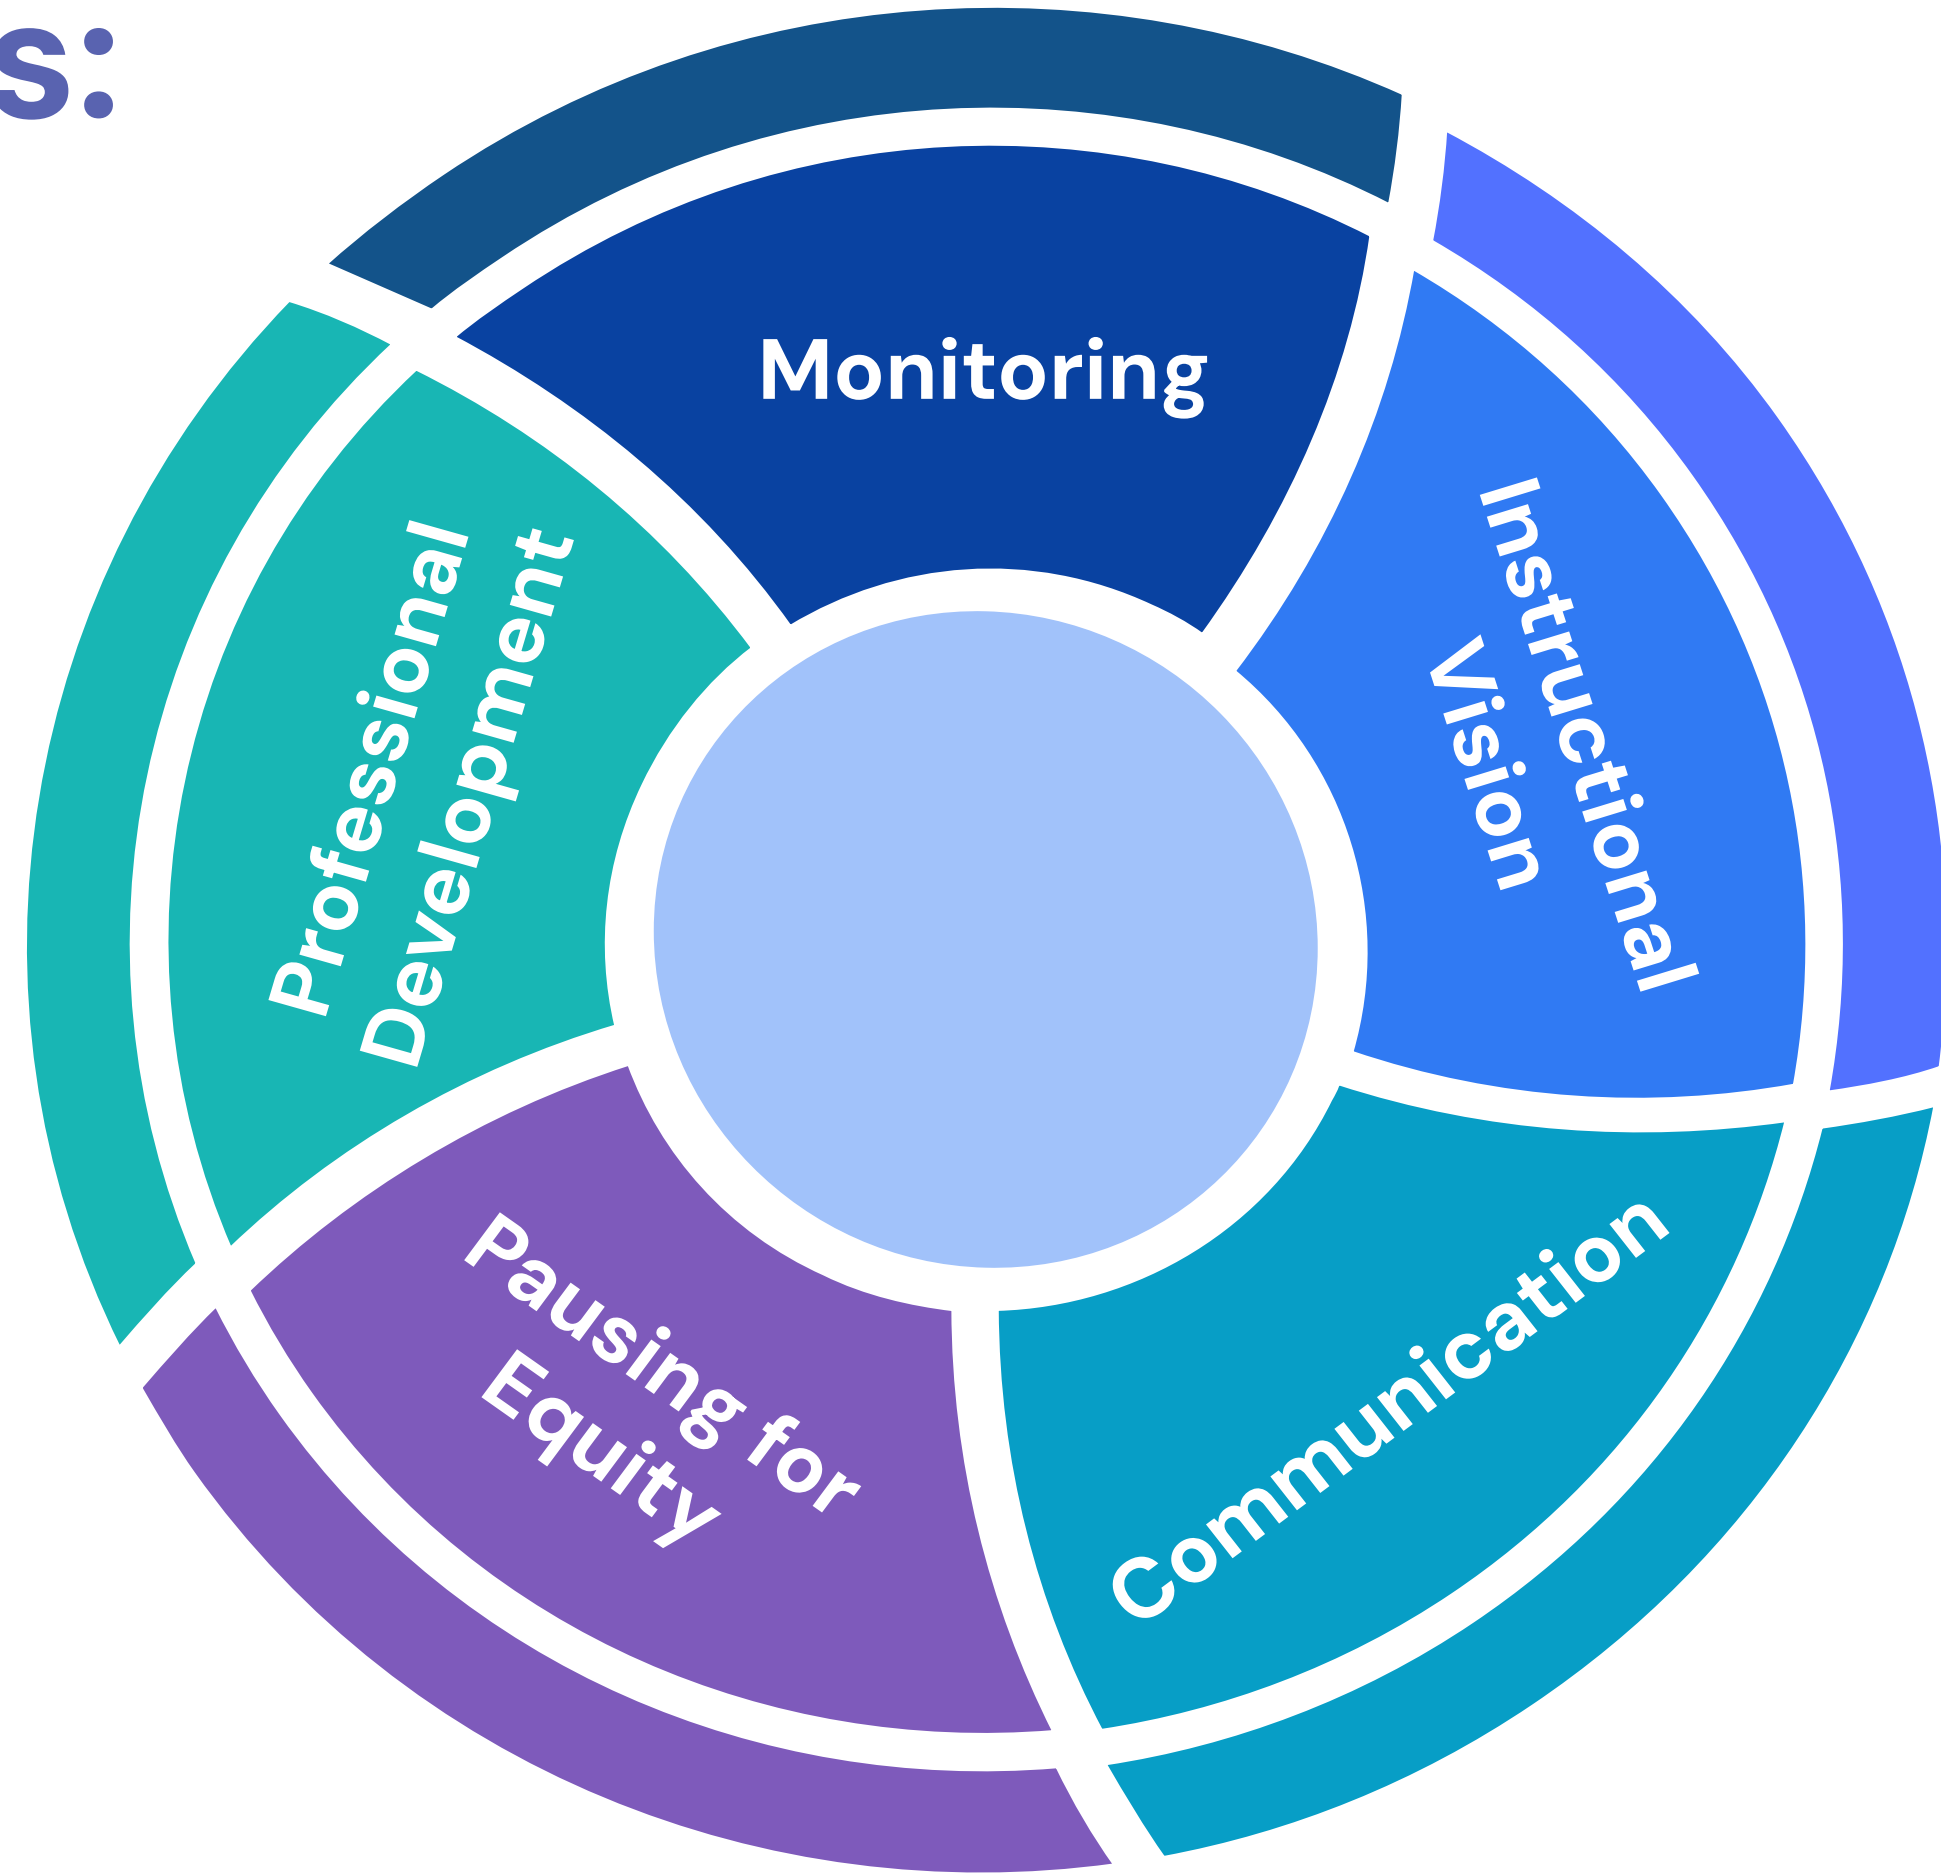 s:
Monitoring
Instructional
Vision
Communication
Pausing for
Equity
Professional
Development